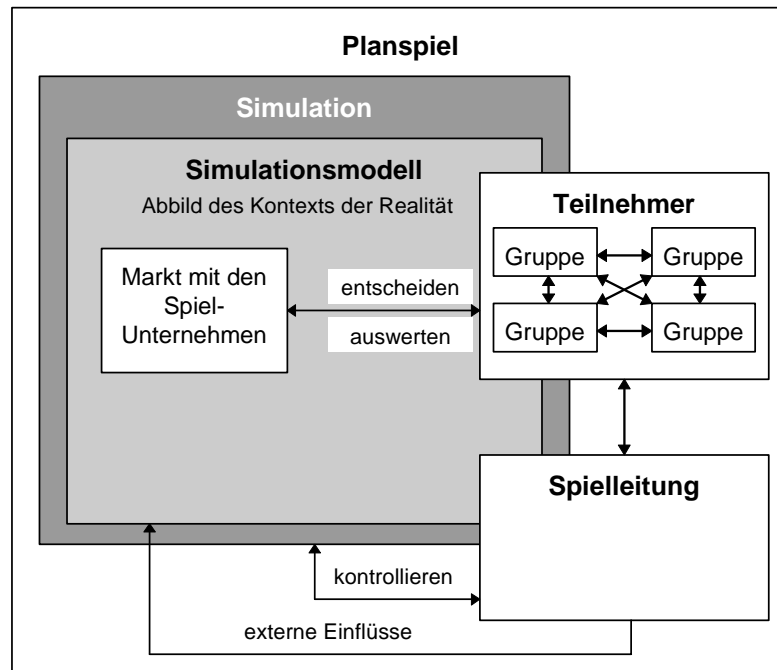 Planspiel
Simulation
Simulationsmodell
Abbild des Kontexts der Realität
Markt mit den
Spiel-
Unternehmen
entscheiden
auswerten
Teilnehmer
Gruppe
Gruppe
Gruppe
Gruppe
Spielleitung
kontrollieren
externe Einflüsse